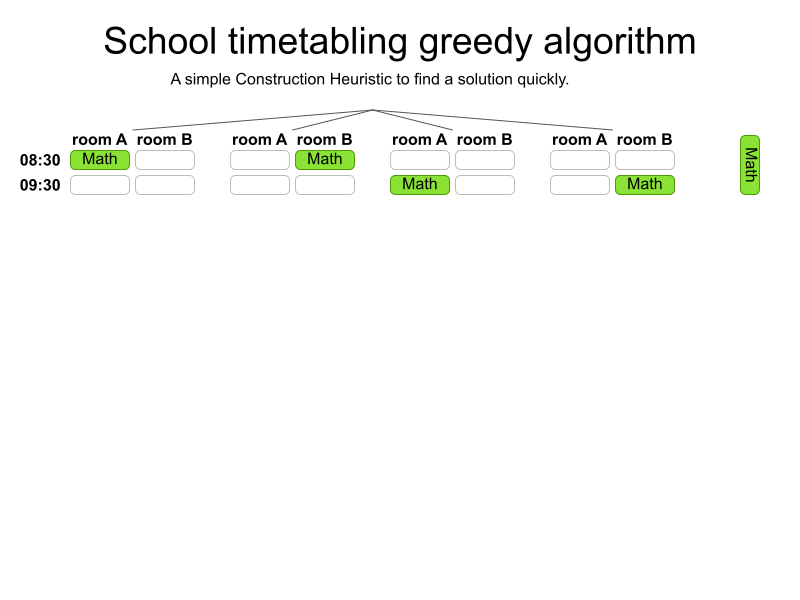 School timetabling greedy algorithm
A simple Construction Heuristic to find a solution quickly.
room A room B room A room B room A room B room A room B
08:30 Math Math
09:30 Math Math
Math